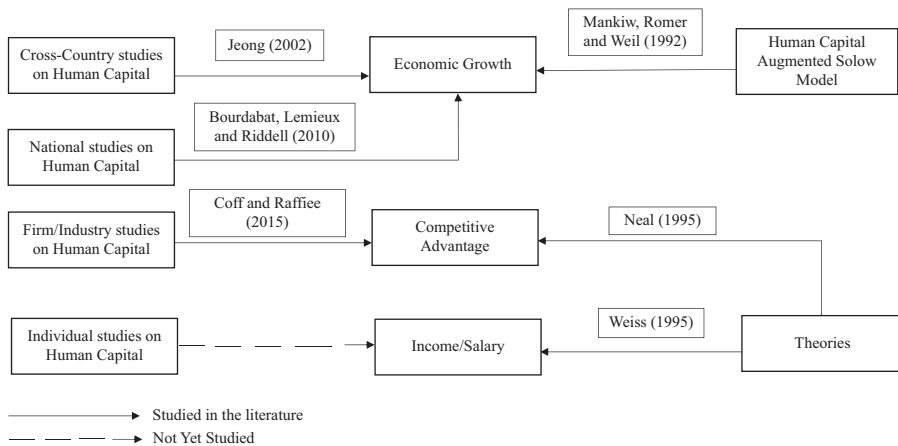 Cross-Country studies
on Human Capital
Jeong (2002)
Economic Growth
Mankiw, Romer
and Weil (1992)
Human Capital
Augmented Solow
Model
National studies on
Human Capital
Bourdabat, Lemieux
and Riddell (2010)
Firm/Industry studies
on Human Capital
Coff and Raffiee
(2015)
Competitive
Advantage
Neal (1995)
Individual studies on
Human Capital
Income/Salary
Weiss (1995)
Theories
Studied in the literature
Not Yet Studied